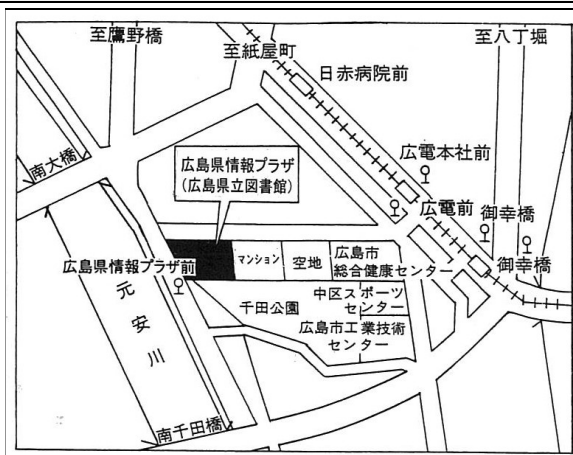 至鷹野橋
至紙屋町
至八丁堀
日赤病院前
広電本社前
南大橋
広島県情報プラザ
(広島県立図書館)
広電前
御幸橋
御幸橋
広島県情報プラザ前
マンション
空地
広島市
総合健康センター
元安川
千田公園
中区スポーツ
センター
広島市工業技術
センター
南千田橋